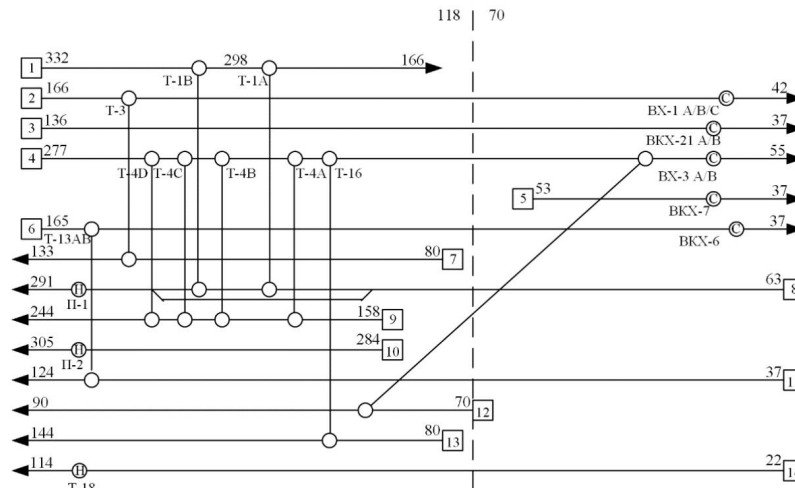 118 70
1 332 298 166
T-1B T-1A
2 166 42
T-3 BX-1 A/B/C
3 136 C 37
BKX-21 A/B
4 277 C 55
T-4D T-4C T-4B T-4A T-16 BX-3 A/B
5 53 C 37
BKX-7
6 165 C 37
T-13AB BKX-6
133 80 7
291 H 63 8
П-1
244 158 9
305 H 284 10
П-2
124 37
90 70 12
144 80 13
114 H 22
T-18